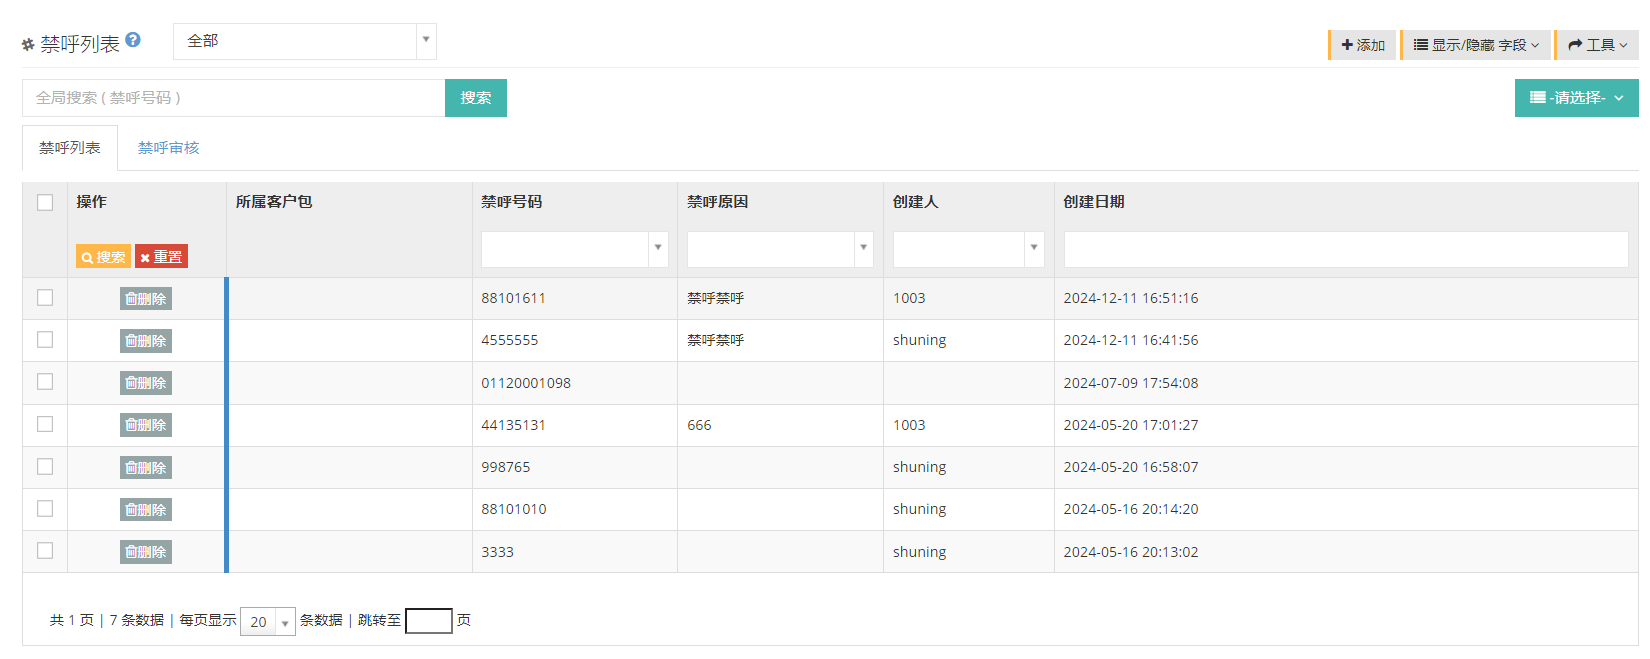 禁呼列表 全部
添加 显示/隐藏 字段 工具
全局搜索 ( 禁呼号码 ) 搜索 -请选择-
禁呼列表 禁呼审核
操作 所属客户包 禁呼号码 禁呼原因 创建人 创建日期
搜索 重置
删除 88101611 禁呼禁呼 1003 2024-12-11 16:51:16
删除 4555555 禁呼禁呼 shuning 2024-12-11 16:41:56
删除 01120001098 2024-07-09 17:54:08
删除 44135131 666 1003 2024-05-20 17:01:27
删除 998765 shuning 2024-05-20 16:58:07
删除 88101010 shuning 2024-05-16 20:14:20
删除 3333 shuning 2024-05-16 20:13:02
共 1 页 | 7 条数据 | 每页显示 20 条数据 | 跳转至 页